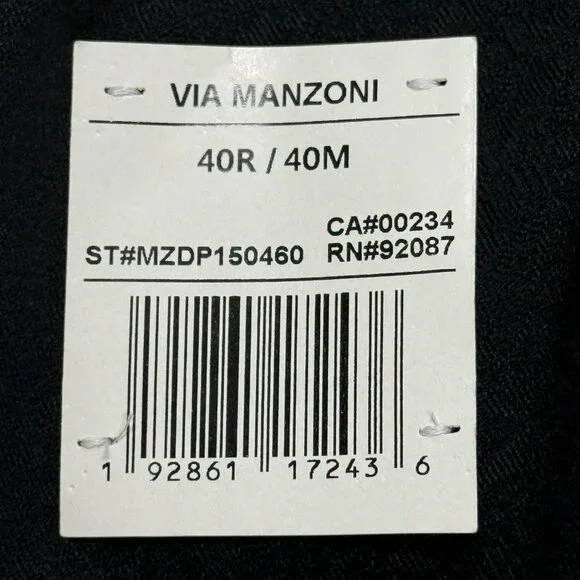 VIA MANZONI
40R / 40M
CA#00234
ST#MZDP150460 RN#92087
1 92861 17243 6